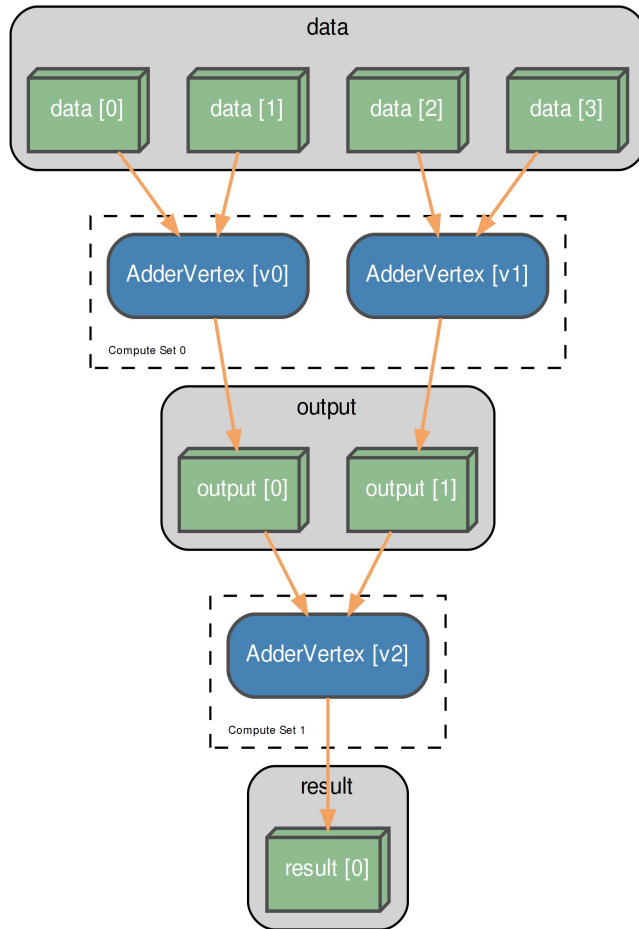 data
data [0]
data [1]
data [2]
data [3]
AdderVertex [v0]
AdderVertex [v1]
Compute Set 0
output
output [0]
output [1]
AdderVertex [v2]
Compute Set 1
result
result [0]